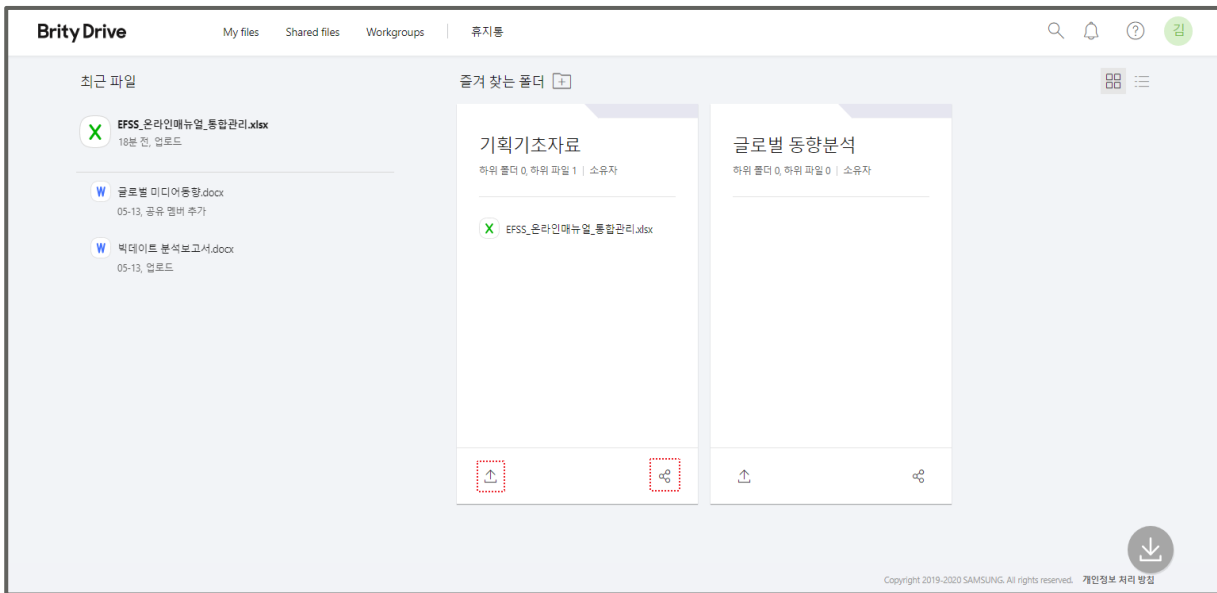 Brity Drive
My files Shared files Workgroups 휴지통
김
최근 파일
EFSS_온라인매뉴얼_통합관리.xlsx
18분 전, 업로드
글로벌 미디어동향.docx
05-13, 공유 멤버 추가
빅데이트 분석보고서.docx
05-13, 업로드
즐겨 찾는 폴더
기획기초자료
하위 폴더 0, 하위 파일 1 | 소유자
EFSS_온라인매뉴얼_통합관리.xlsx
글로벌 동향분석
하위 폴더 0, 하위 파일 0 | 소유자
Copyright 2019-2020 SAMSUNG. All rights reserved. 개인정보 처리 방침